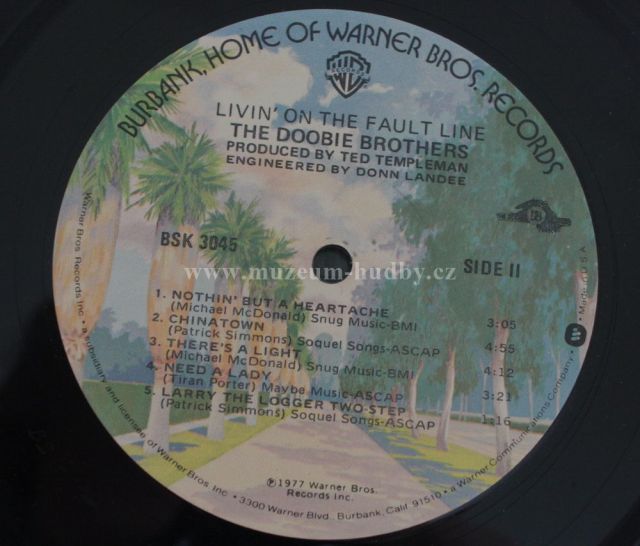 BURBANK, HOME OF WARNER BROS. RECORDS
LIVIN' ON THE FAULT LINE
THE DOOBIE BROTHERS
PRODUCED BY TED TEMPLEMAN
ENGINEERED BY DONN LANDEE
BSK 3045
SIDE II
www.muzeum-hudby.cz
1. NOTHIN' BUT A HEARTACHE
(Michael McDonald) Snug Music-BMI 3:05
2. CHINATOWN
(Patrick Simmons) Soquel Songs-ASCAP 4:55
3. THERE'S A LIGHT
(Michael McDonald) Snug Music-BMI 4:12
4. NEED A LADY
(Tiran Porter) Maybe Music-ASCAP 3:21
5. LARRY THE LOGGER TWO-STEP
(Patrick Simmons) Soquel Songs-ASCAP 1:16
℗1977 Warner Bros.
Records Inc.
Warner Bros. Records Inc. • a subsidiary and licensee of Warner Bros. Inc. • 3300 Warner Blvd., Burbank, Calif. 91510 • a Warner Communications Company • Made in U S A